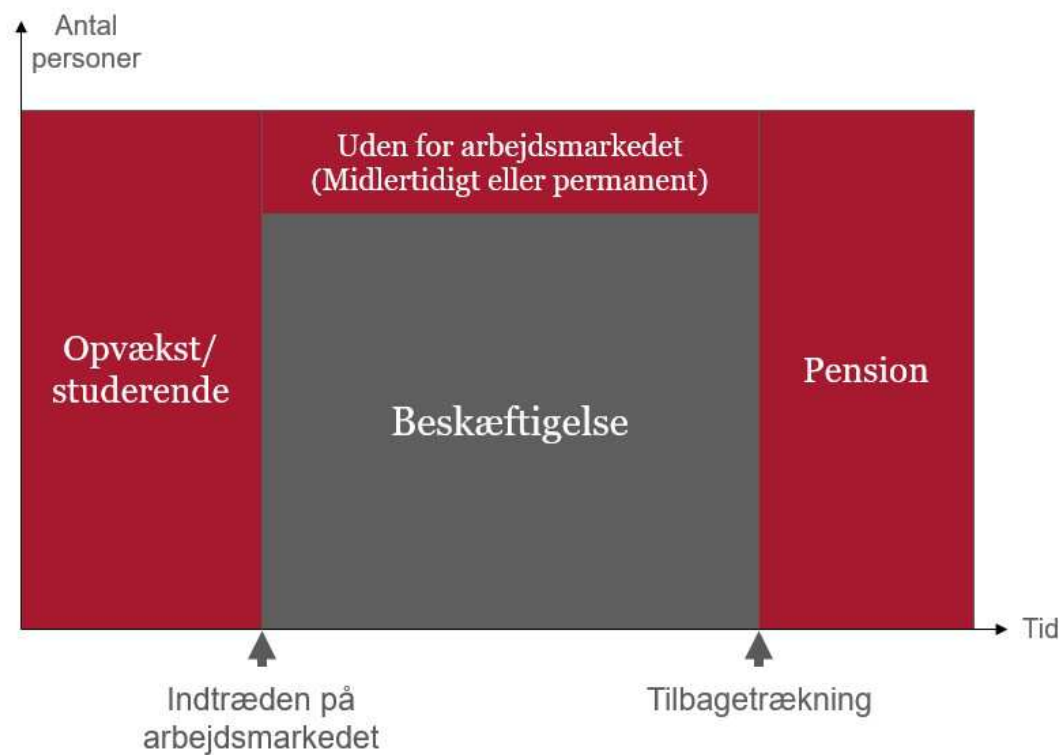 Antal
personer
Uden for arbejdsmarkedet
(Midlertidigt eller permanent)
Opvækst/
studerende
Beskæftigelse
Pension
Tid
Indtræden på
arbejdsmarkedet
Tilbagetrækning